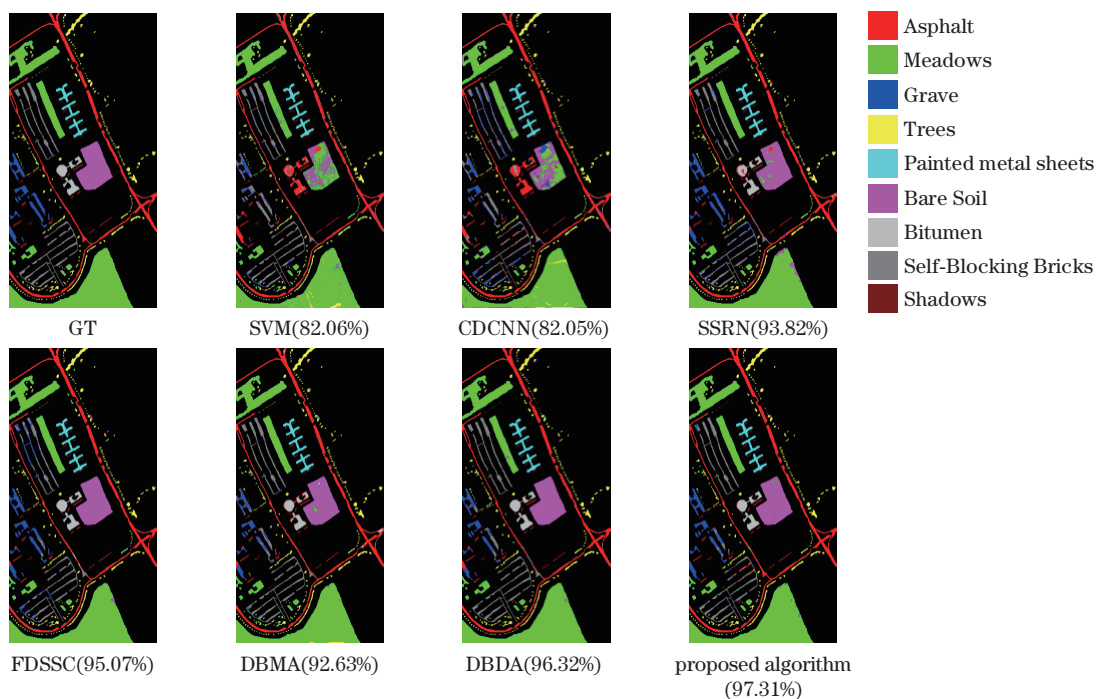 GT
SVM(82.06%)
CDCNN(82.05%)
SSRN(93.82%)
Asphalt
Meadows
Grave
Trees
Painted metal sheets
Bare Soil
Bitumen
Self-Blocking Bricks
Shadows
FDSSC(95.07%)
DBMA(92.63%)
DBDA(96.32%)
proposed algorithm
(97.31%)